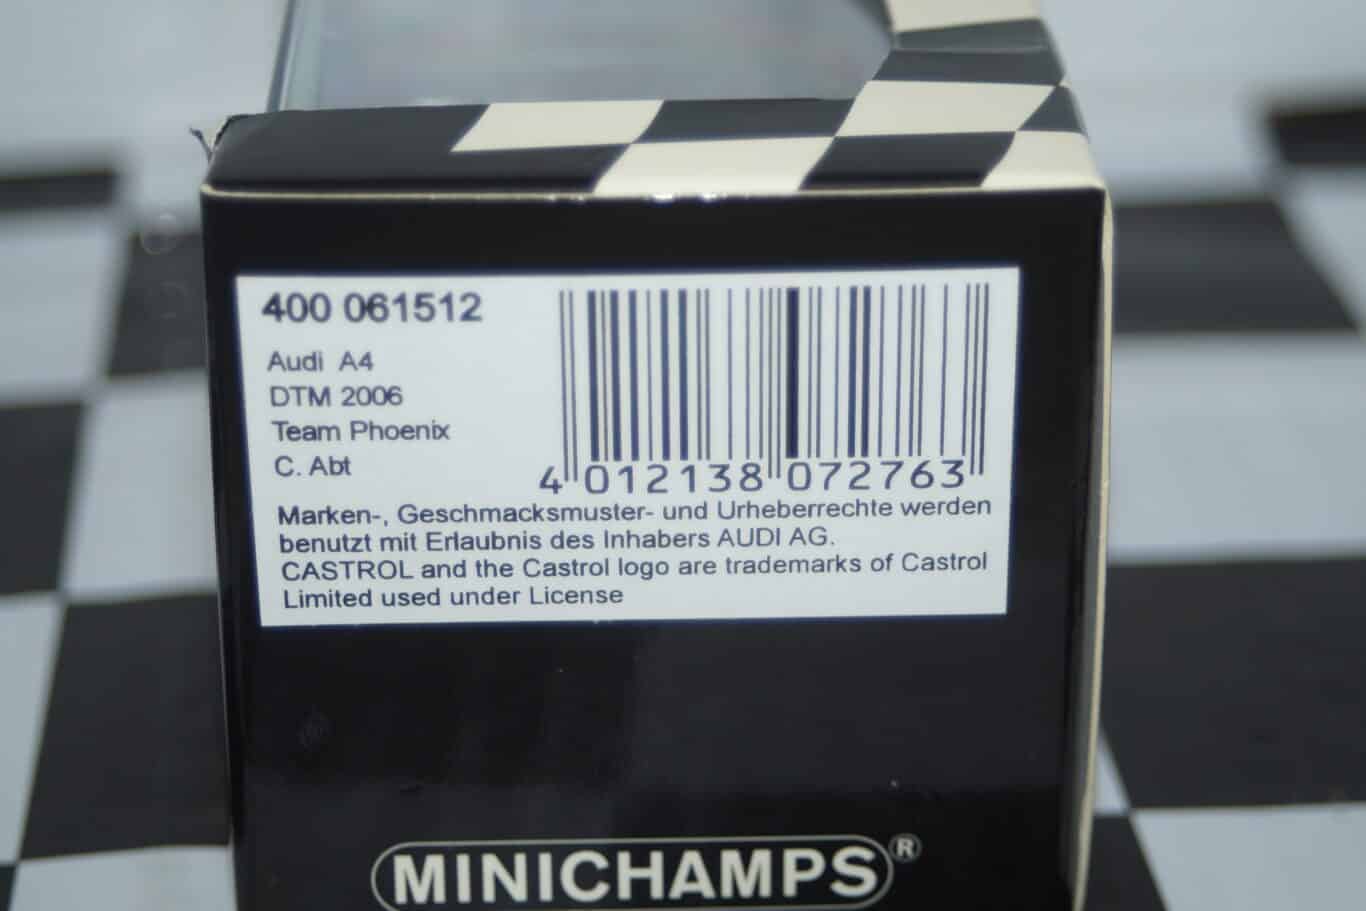 400 061512
Audi A4
DTM 2006
Team Phoenix
C. Abt
4 012138 072763
Marken-, Geschmacksmuster- und Urheberrechte werden
benutzt mit Erlaubnis des Inhabers AUDI AG.
CASTROL and the Castrol logo are trademarks of Castrol
Limited used under License
MINICHAMPS®